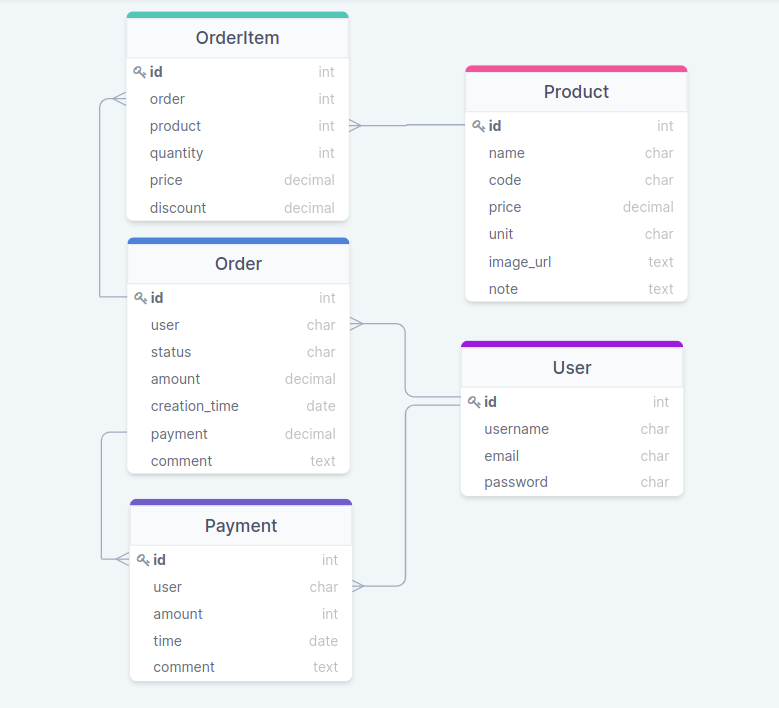 OrderItem
id int
order int
product int
quantity int
price decimal
discount decimal
Product
id int
name char
code char
price decimal
unit char
image_url text
note text
Order
id int
user char
status char
amount decimal
creation_time date
payment decimal
comment text
User
id int
username char
email char
password char
Payment
id int
user char
amount int
time date
comment text